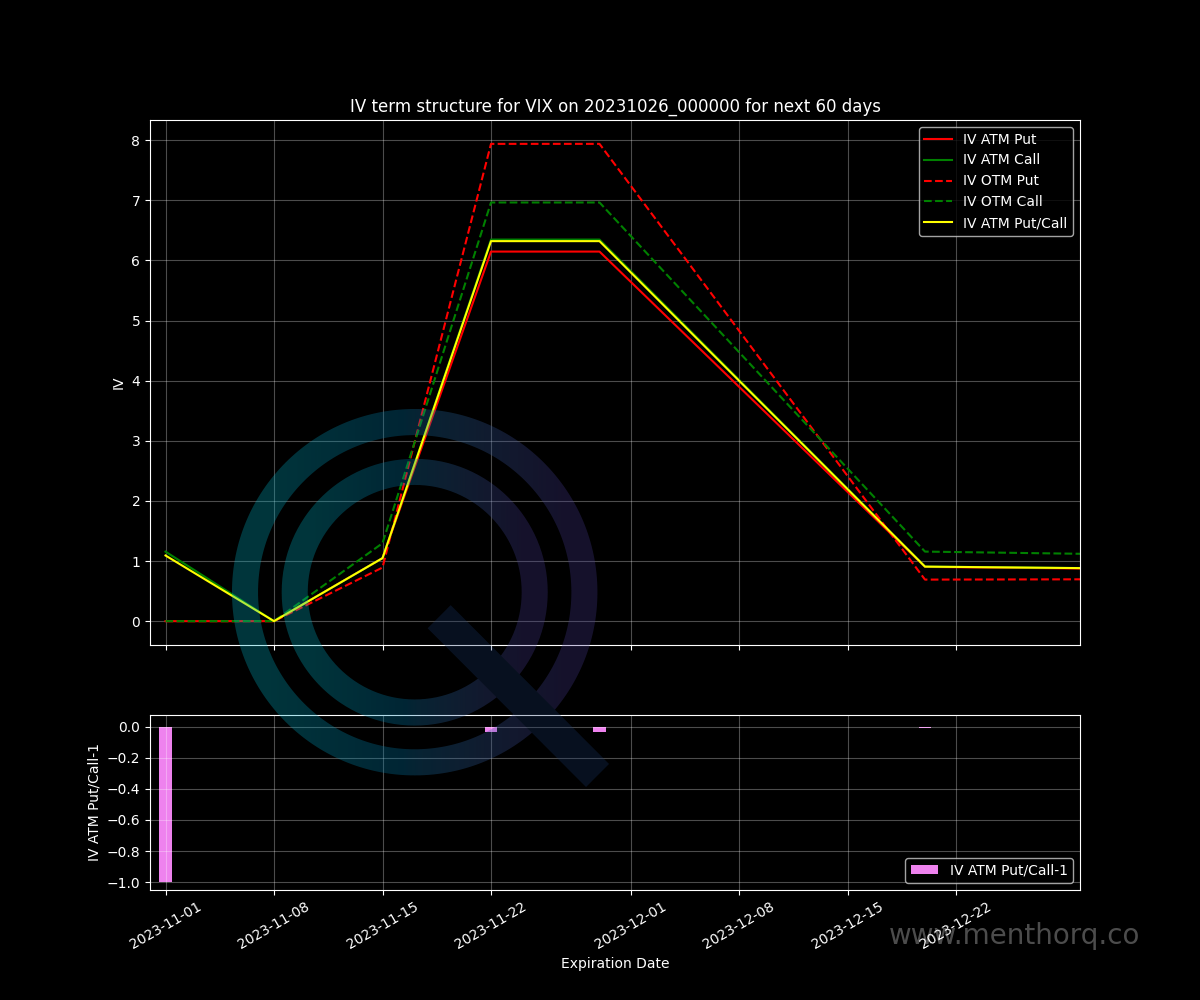 IV term structure for VIX on 20231026_000000 for next 60 days
8
7
6
5
4
3
2
1
0
IV
IV ATM Put
IV ATM Call
IV OTM Put
IV OTM Call
IV ATM Put/Call
0.0
−0.2
−0.4
−0.6
−0.8
−1.0
IV ATM Put/Call-1
IV ATM Put/Call-1
2023-11-01
2023-11-08
2023-11-15
2023-11-22
2023-12-01
2023-12-08
2023-12-15
2023-12-22
www.menthorq.co
Expiration Date